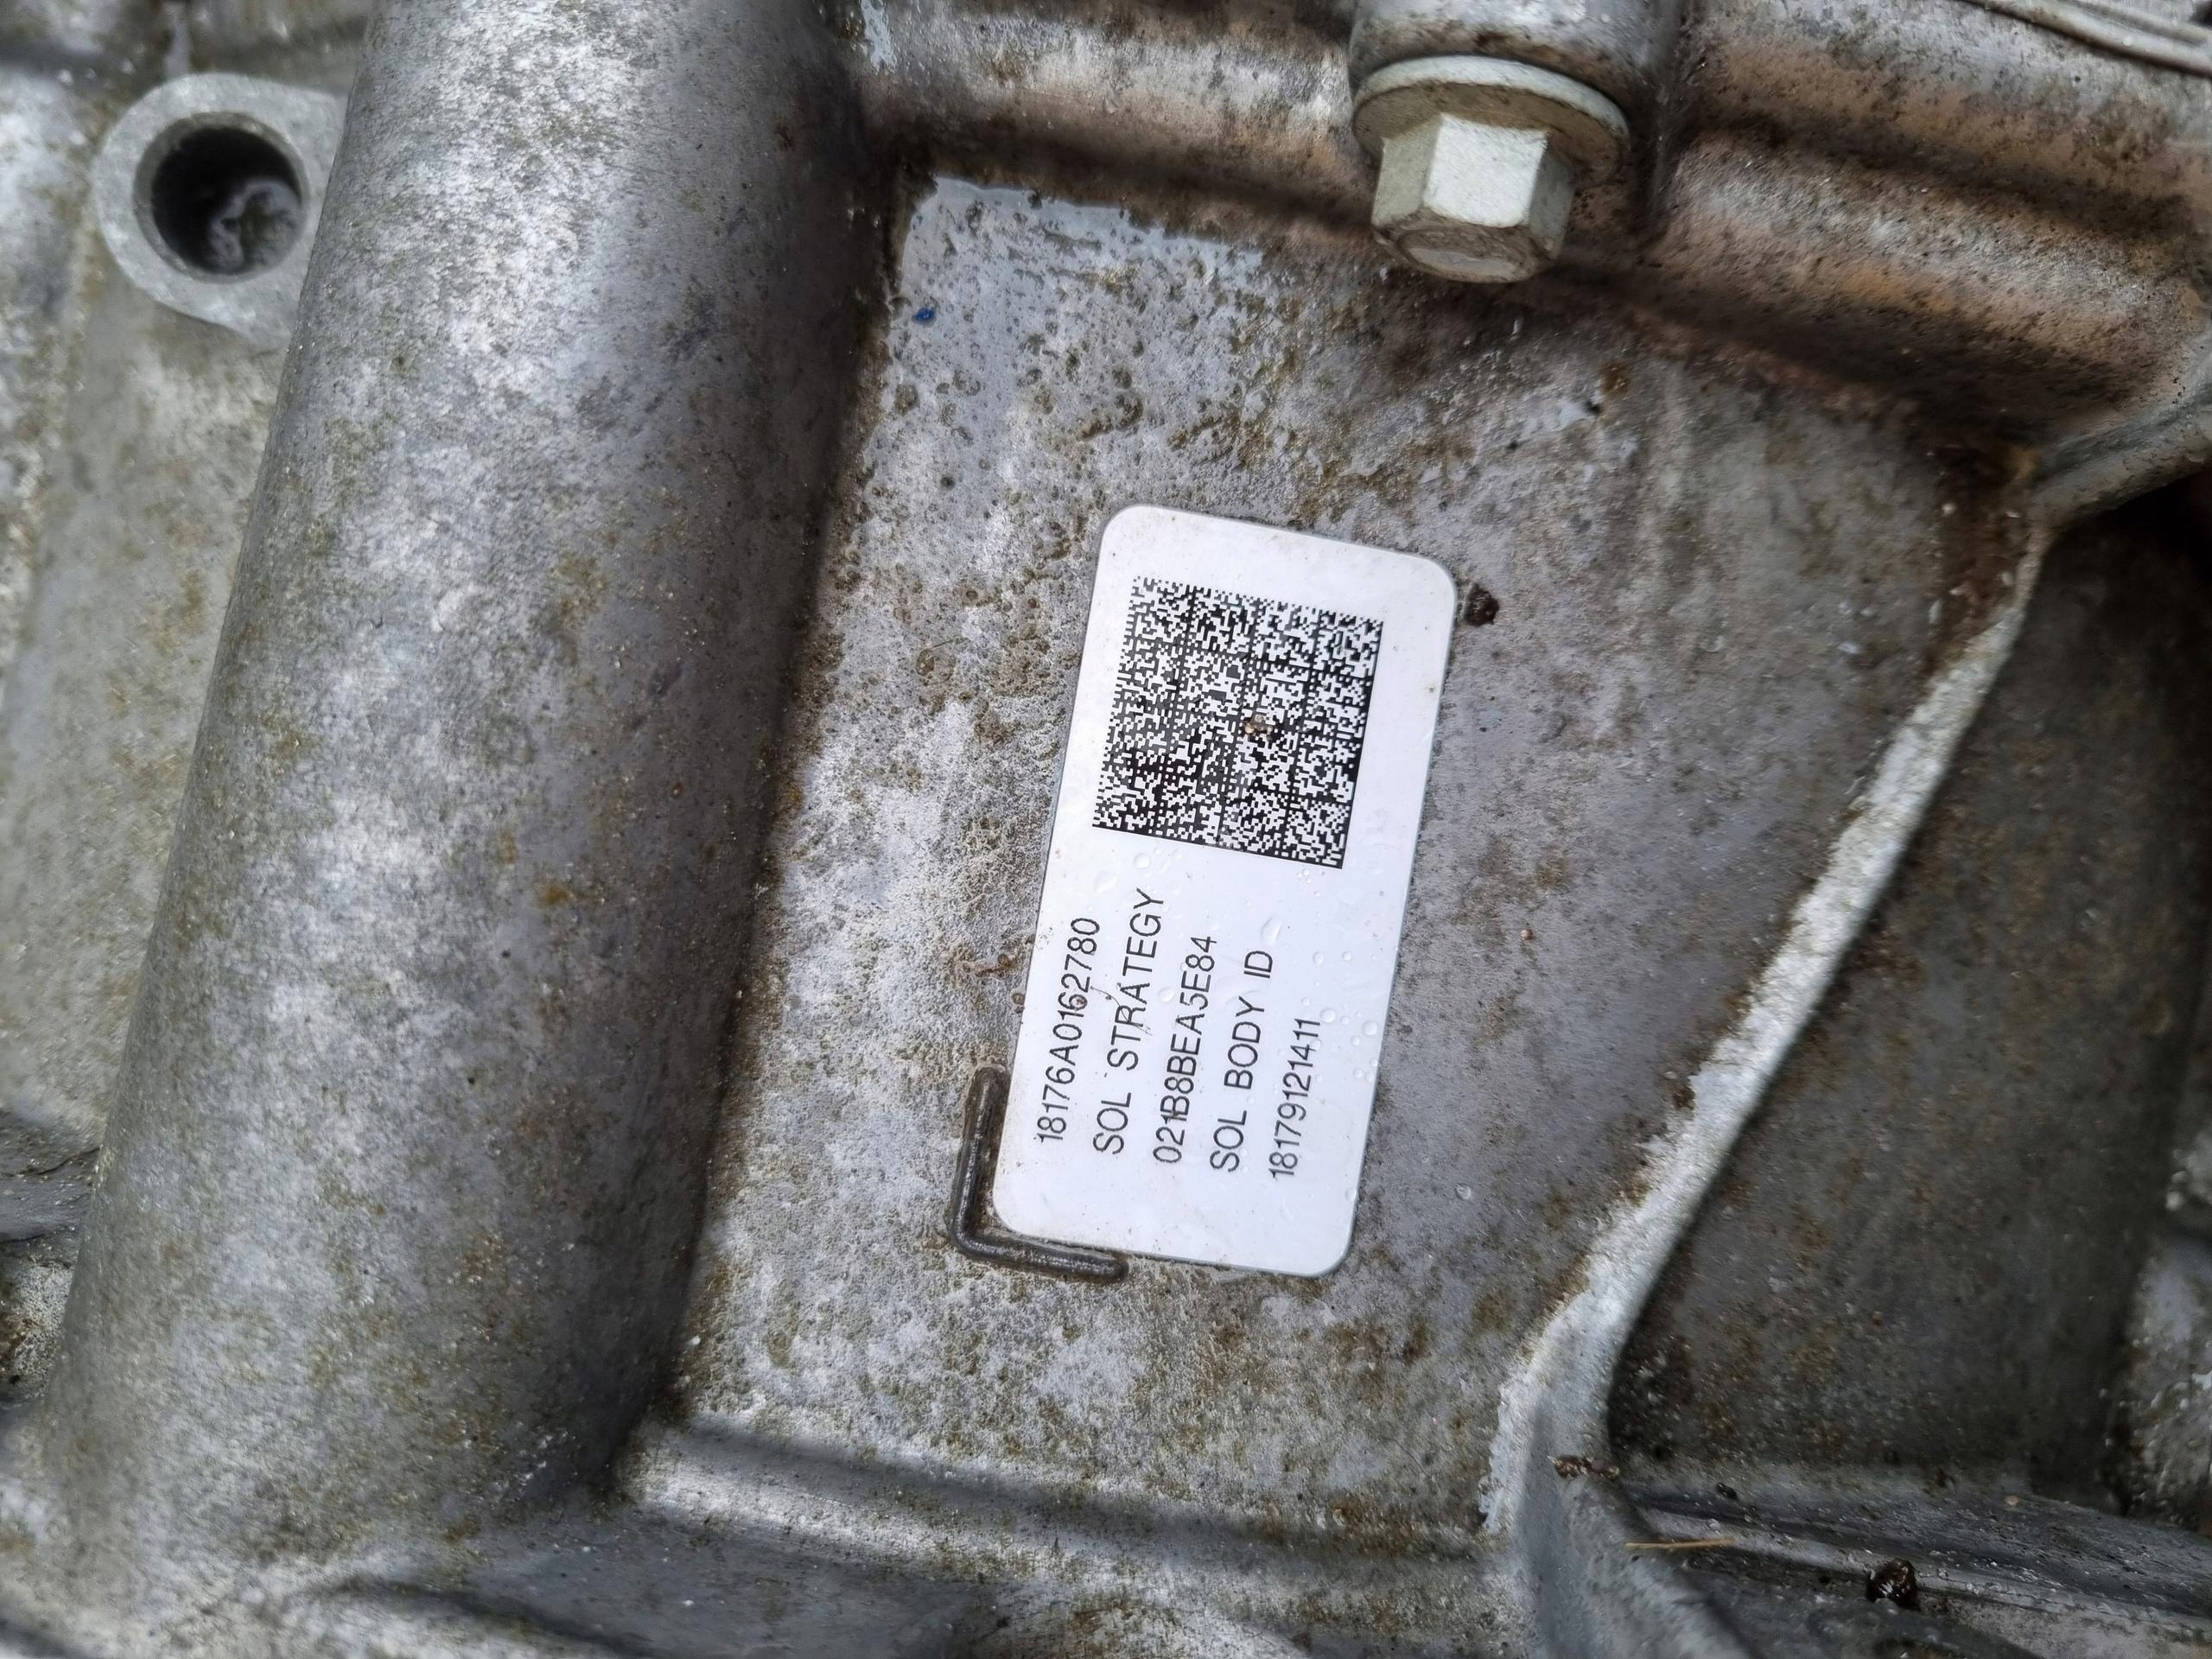 18176A0162780
SOL STRATEGY
021B8BEA5E84
SOL BODY ID
18179121411